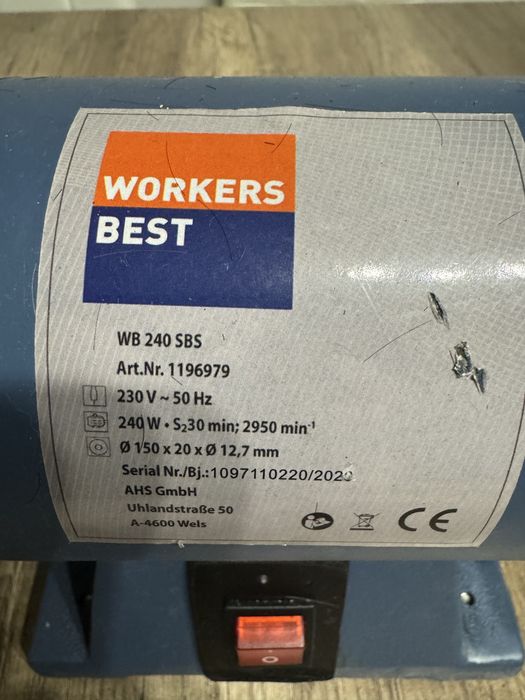 WORKERS
BEST
WB 240 SBS
Art.Nr. 1196979
230 V ~ 50 Hz
240 W • S₂30 min; 2950 min⁻¹
Ø 150 x 20 x Ø 12,7 mm
Serial Nr./Bj.:1097110220/2020
AHS GmbH
Uhlandstraße 50
A-4600 Wels
CE